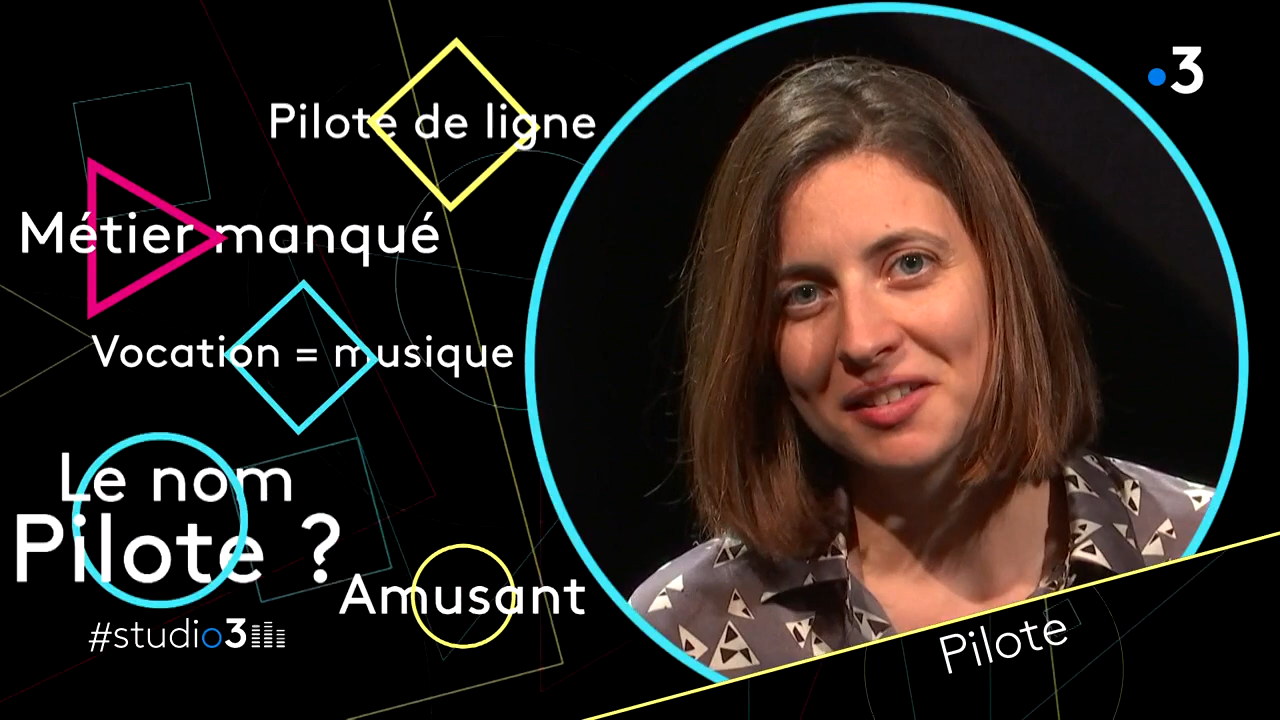 3
Pilote de ligne
Métier manqué
Vocation = musique
Le nom
Pilote ?
Amusant
#studio3
Pilote